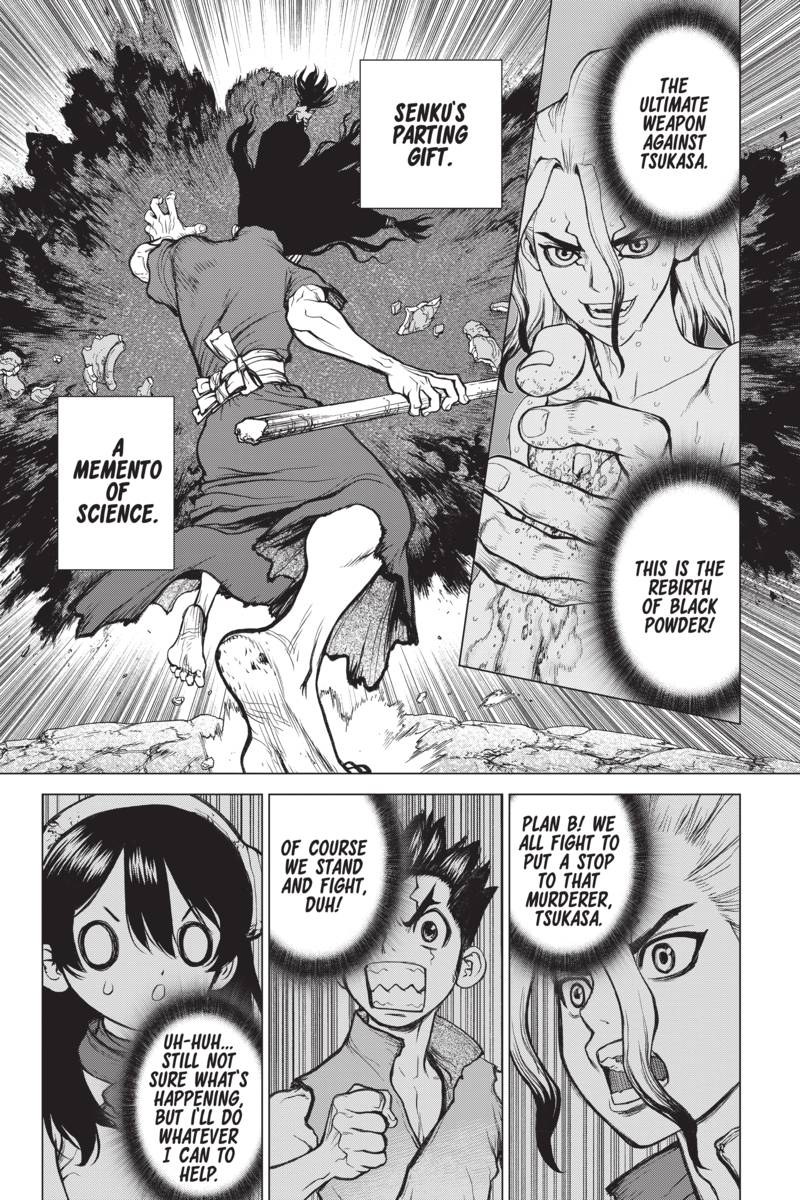 THE
ULTIMATE
WEAPON
AGAINST
TSUKASA.
THIS IS THE
REBIRTH
OF BLACK
POWDER!
SENKU'S
PARTING
GIFT.
A
MEMENTO
OF
SCIENCE.
PLAN B! WE
ALL FIGHT TO
PUT A STOP
TO THAT
MURDERER,
TSUKASA.
OF COURSE
WE STAND
AND FIGHT,
DUH!
UH-HUH...
STILL NOT
SURE WHAT'S
HAPPENING,
BUT I'LL DO
WHATEVER
I CAN TO
HELP.